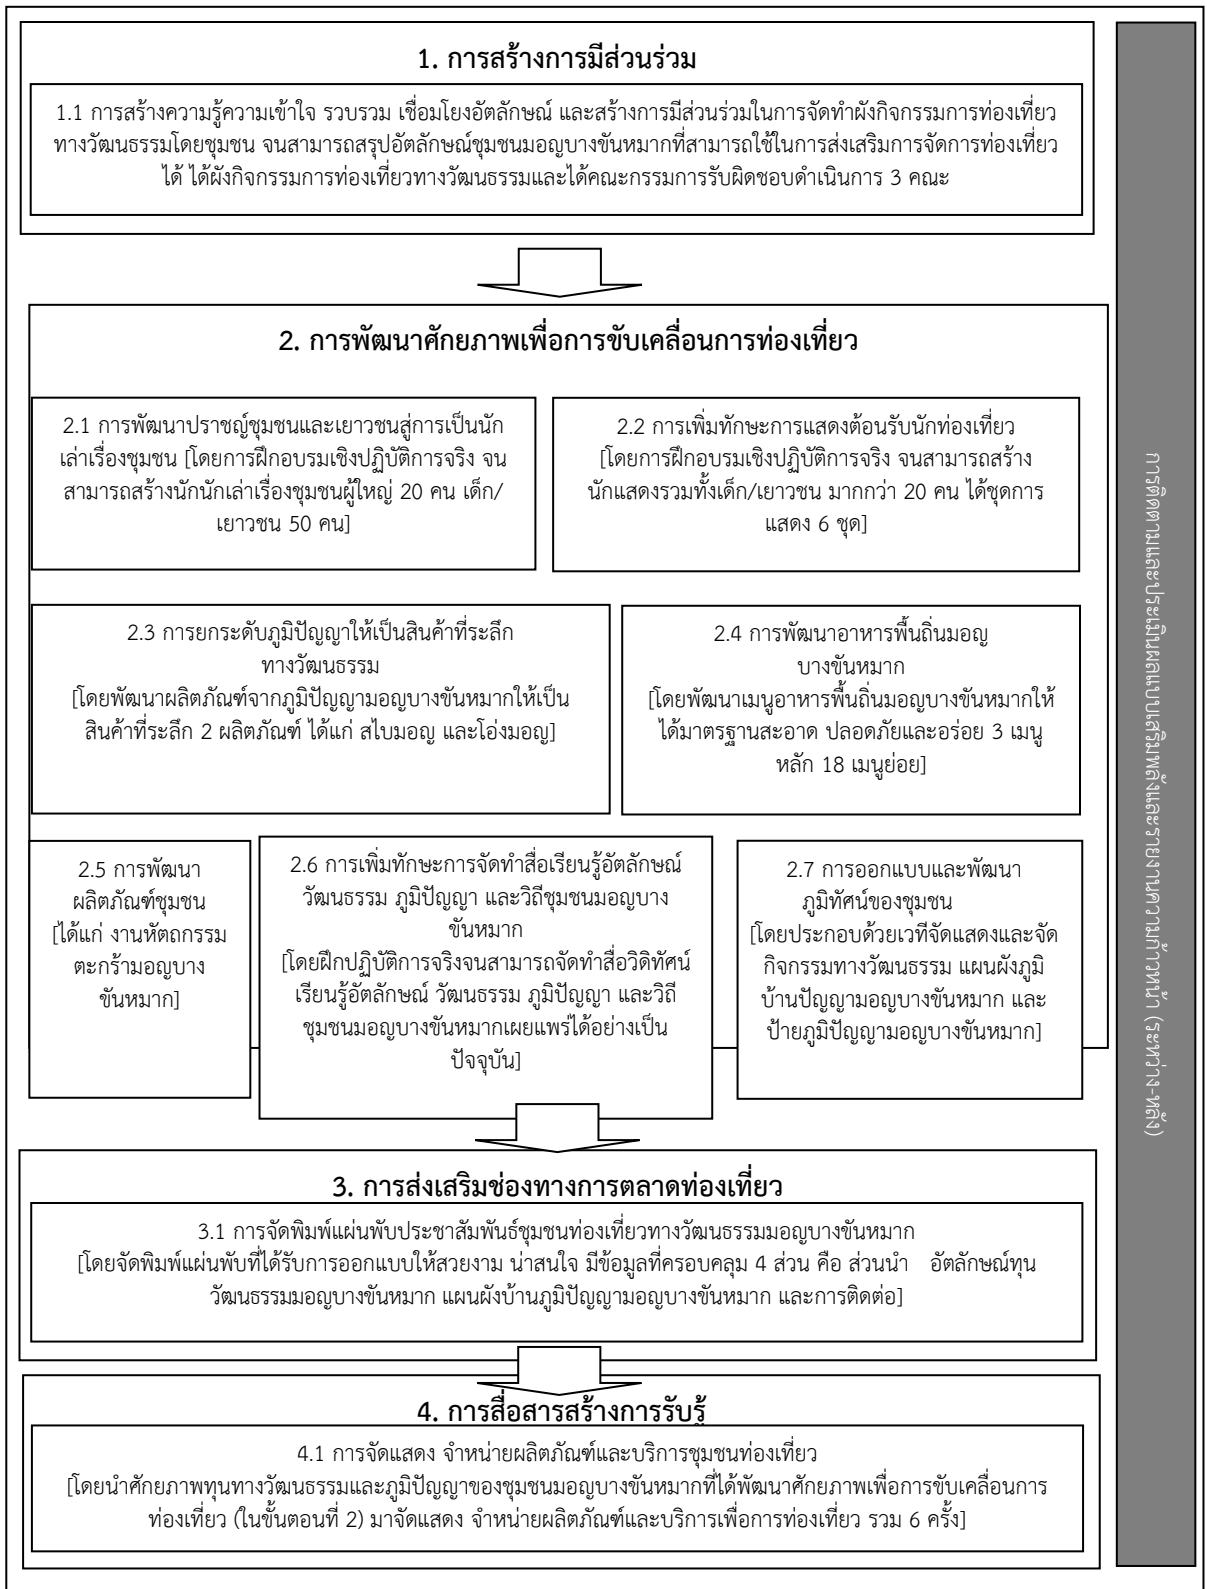 1. การสร้างการมีส่วนร่วม
1.1 การสร้างความรู้ความเข้าใจ รวบรวม เชื่อมโยงอัตลักษณ์ และสร้างการมีส่วนร่วมในการจัดทำผังกิจกรรมการท่องเที่ยว
ทางวัฒนธรรมโดยชุมชน จนสามารถสรุปอัตลักษณ์ชุมชนมอญบางขันหมากที่สามารถใช้ในการส่งเสริมการจัดการท่องเที่ยว
ได้ ได้ผังกิจกรรมการท่องเที่ยวทางวัฒนธรรมและได้คณะกรรมการรับผิดชอบดำเนินการ 3 คณะ
2. การพัฒนาศักยภาพเพื่อการขับเคลื่อนการท่องเที่ยว
2.1 การพัฒนาปราชญ์ชุมชนและเยาวชนสู่การเป็นนัก
เล่าเรื่องชุมชน [โดยการฝึกอบรมเชิงปฏิบัติการจริง จน
สามารถสร้างนักนักเล่าเรื่องชุมชนผู้ใหญ่ 20 คน เด็ก/
เยาวชน 50 คน]
2.2 การเพิ่มทักษะการแสดงต้อนรับนักท่องเที่ยว
[โดยการฝึกอบรมเชิงปฏิบัติการจริง จนสามารถสร้าง
นักแสดงรวมทั้งเด็ก/เยาวชน มากกว่า 20 คน ได้ชุดการ
แสดง 6 ชุด]
2.3 การยกระดับภูมิปัญญาให้เป็นสินค้าที่ระลึก
ทางวัฒนธรรม
[โดยพัฒนาผลิตภัณฑ์จากภูมิปัญญามอญบางขันหมากให้เป็น
สินค้าที่ระลึก 2 ผลิตภัณฑ์ ได้แก่ สไบมอญ และโอ่งมอญ]
2.4 การพัฒนาอาหารพื้นถิ่นมอญ
บางขันหมาก
[โดยพัฒนาเมนูอาหารพื้นถิ่นมอญบางขันหมากให้
ได้มาตรฐานสะอาด ปลอดภัยและอร่อย 3 เมนู
หลัก 18 เมนูย่อย]
2.5 การพัฒนา
ผลิตภัณฑ์ชุมชน
[ได้แก่ งานหัตถกรรม
ตะกร้ามอญบาง
ขันหมาก]
2.6 การเพิ่มทักษะการจัดทำสื่อเรียนรู้อัตลักษณ์
วัฒนธรรม ภูมิปัญญา และวิถีชุมชนมอญบาง
ขันหมาก
[โดยฝึกปฏิบัติการจริงจนสามารถจัดทำสื่อวิดิทัศน์
เรียนรู้อัตลักษณ์ วัฒนธรรม ภูมิปัญญา และวิถี
ชุมชนมอญบางขันหมากเผยแพร่ได้อย่างเป็น
ปัจจุบัน]
2.7 การออกแบบและพัฒนา
ภูมิทัศน์ของชุมชน
[โดยประกอบด้วยเวทีจัดแสดงและจัด
กิจกรรมทางวัฒนธรรม แผนผังภูมิ
บ้านปัญญามอญบางขันหมาก และ
ป้ายภูมิปัญญามอญบางขันหมาก]
3. การส่งเสริมช่องทางการตลาดท่องเที่ยว
3.1 การจัดพิมพ์แผ่นพับประชาสัมพันธ์ชุมชนท่องเที่ยวทางวัฒนธรรมมอญบางขันหมาก
[โดยจัดพิมพ์แผ่นพับที่ได้รับการออกแบบให้สวยงาม น่าสนใจ มีข้อมูลที่ครอบคลุม 4 ส่วน คือ ส่วนนำ อัตลักษณ์ทุน
วัฒนธรรมมอญบางขันหมาก แผนผังบ้านภูมิปัญญามอญบางขันหมาก และการติดต่อ]
4. การสื่อสารสร้างการรับรู้
4.1 การจัดแสดง จำหน่ายผลิตภัณฑ์และบริการชุมชนท่องเที่ยว
[โดยนำศักยภาพทุนทางวัฒนธรรมและภูมิปัญญาของชุมชนมอญบางขันหมากที่ได้พัฒนาศักยภาพเพื่อการขับเคลื่อนการ
ท่องเที่ยว (ในขั้นตอนที่ 2) มาจัดแสดง จำหน่ายผลิตภัณฑ์และบริการเพื่อการท่องเที่ยว รวม 6 ครั้ง]
การติดตามและประเมินผลแบบเสริมพลังและรายงานความก้าวหน้า (ระหว่าง-หลัง)